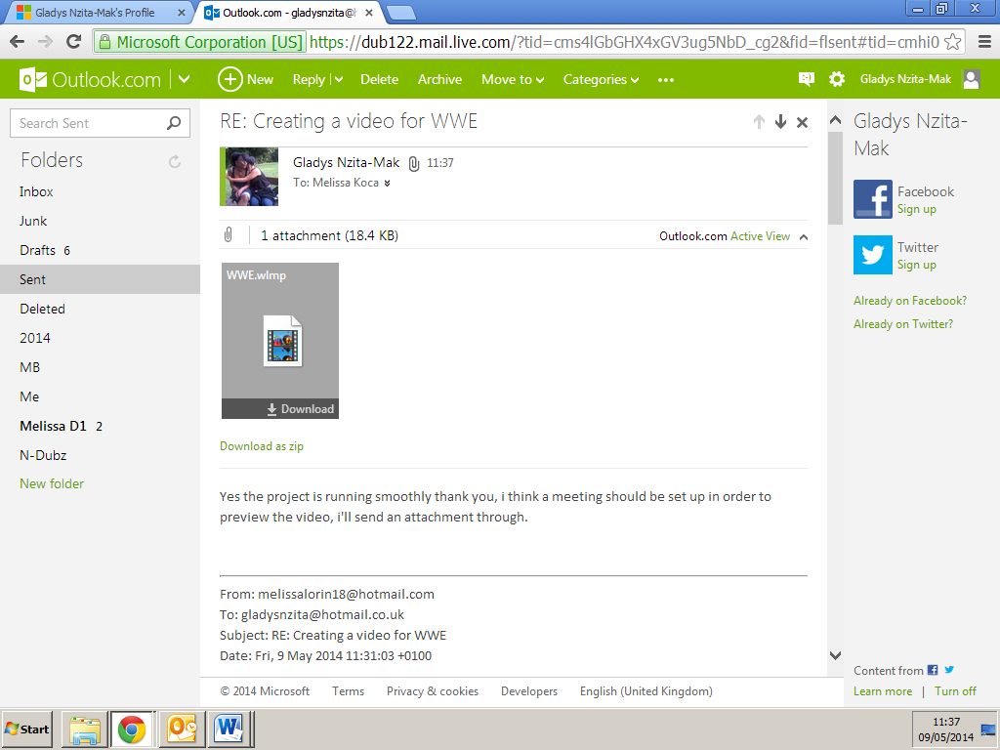 Gladys Nzita-Mak's Profile
Outlook.com - gladysnzita@
Microsoft Corporation [US] https://dub122.mail.live.com/?tid=cms4lGbGHX4xGV3ug5NbD_cg2&fid=flsent#tid=cmhi0
Outlook.com New Reply Delete Archive Move to Categories ••• Gladys Nzita-Mak
Search Sent
Folders
Inbox
Junk
Drafts 6
Sent
Deleted
2014
MB
Me
Melissa D1 2
N-Dubz
New folder
RE: Creating a video for WWE
Gladys Nzita-Mak 11:37
To: Melissa Koca
1 attachment (18.4 KB) Outlook.com Active View
WWE.wlmp
Download
Download as zip
Yes the project is running smoothly thank you, i think a meeting should be set up in order to
preview the video, i'll send an attachment through.
From: melissalorin18@hotmail.com
To: gladysnzita@hotmail.co.uk
Subject: RE: Creating a video for WWE
Date: Fri, 9 May 2014 11:31:03 +0100
Gladys Nzita-
Mak
Facebook
Sign up
Twitter
Sign up
Already on Facebook?
Already on Twitter?
Content from
Learn more | Turn off
© 2014 Microsoft Terms Privacy & cookies Developers English (United Kingdom)
Start
11:37
09/05/2014